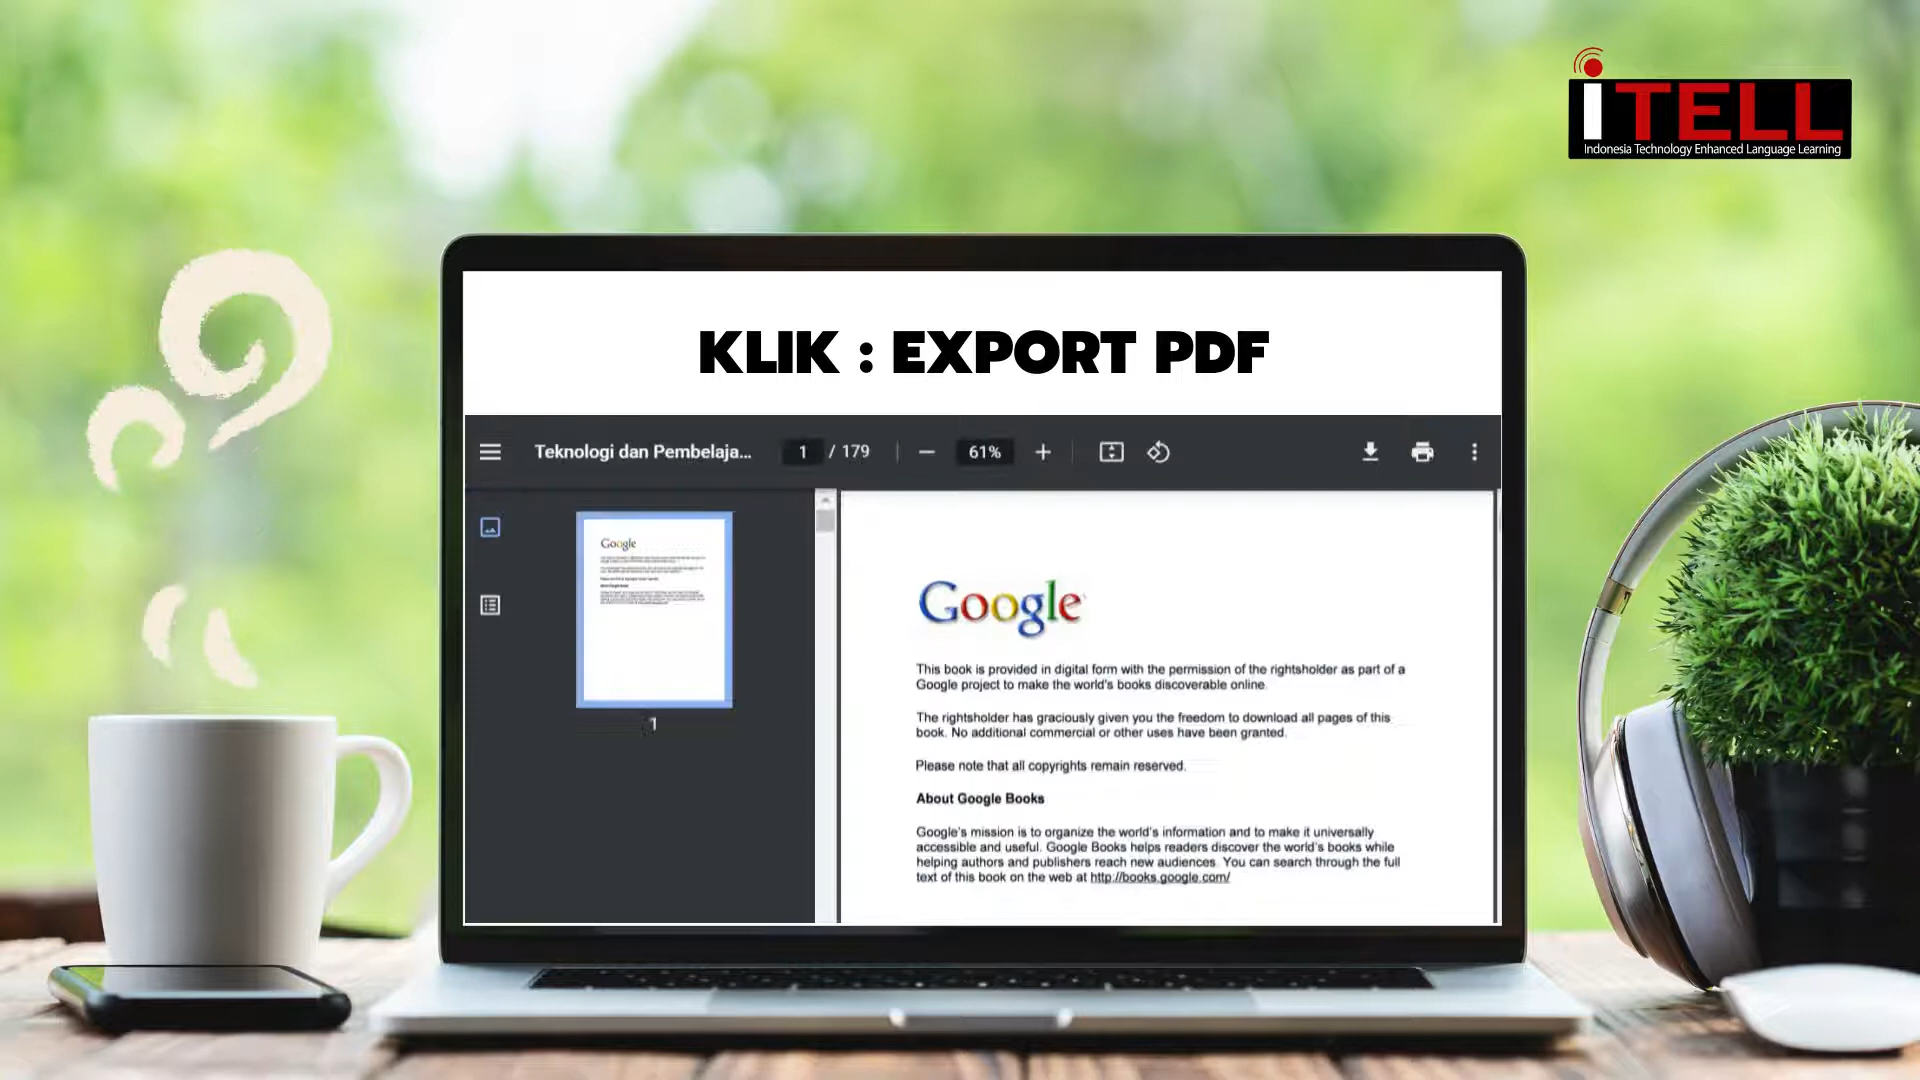 iTELL
Indonesia Technology Enhanced Language Learning
KLIK : EXPORT PDF
Teknologi dan Pembelaja... 1 / 179 61%
Google
1
Google
This book is provided in digital form with the permission of the rightsholder as part of a
Google project to make the world's books discoverable online.
The rightsholder has graciously given you the freedom to download all pages of this
book. No additional commercial or other uses have been granted.
Please note that all copyrights remain reserved.
About Google Books
Google's mission is to organize the world's information and to make it universally
accessible and useful. Google Books helps readers discover the world's books while
helping authors and publishers reach new audiences. You can search through the full
text of this book on the web at http://books.google.com/